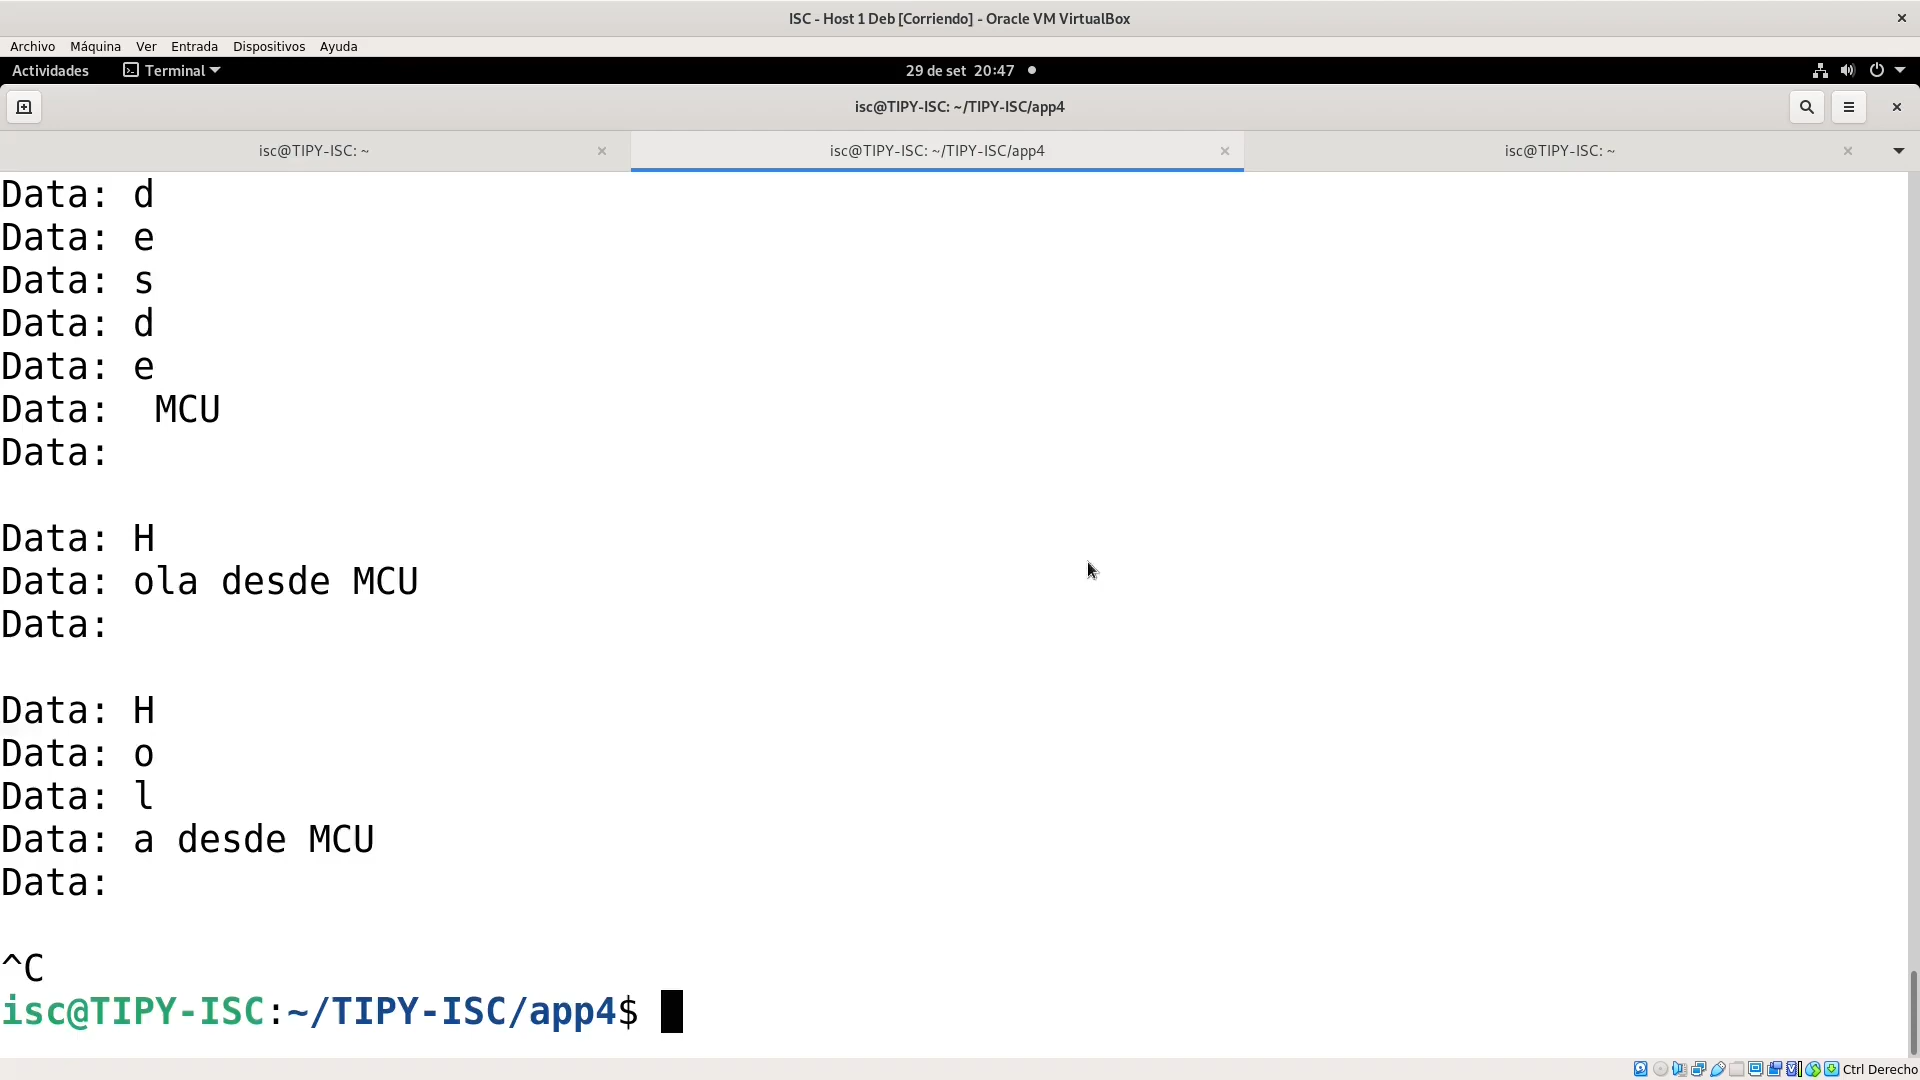 ISC - Host 1 Deb [Corriendo] - Oracle VM VirtualBox
Archivo Máquina Ver Entrada Dispositivos Ayuda
Actividades Terminal 29 de set 20:47
isc@TIPY-ISC: ~/TIPY-ISC/app4
isc@TIPY-ISC: ~ isc@TIPY-ISC: ~/TIPY-ISC/app4 isc@TIPY-ISC: ~
Data: d
Data: e
Data: s
Data: d
Data: e
Data:  MCU
Data:
Data: H
Data: ola desde MCU
Data:
Data: H
Data: o
Data: l
Data: a desde MCU
Data:
^C
isc@TIPY-ISC:~/TIPY-ISC/app4$
Ctrl Derecho